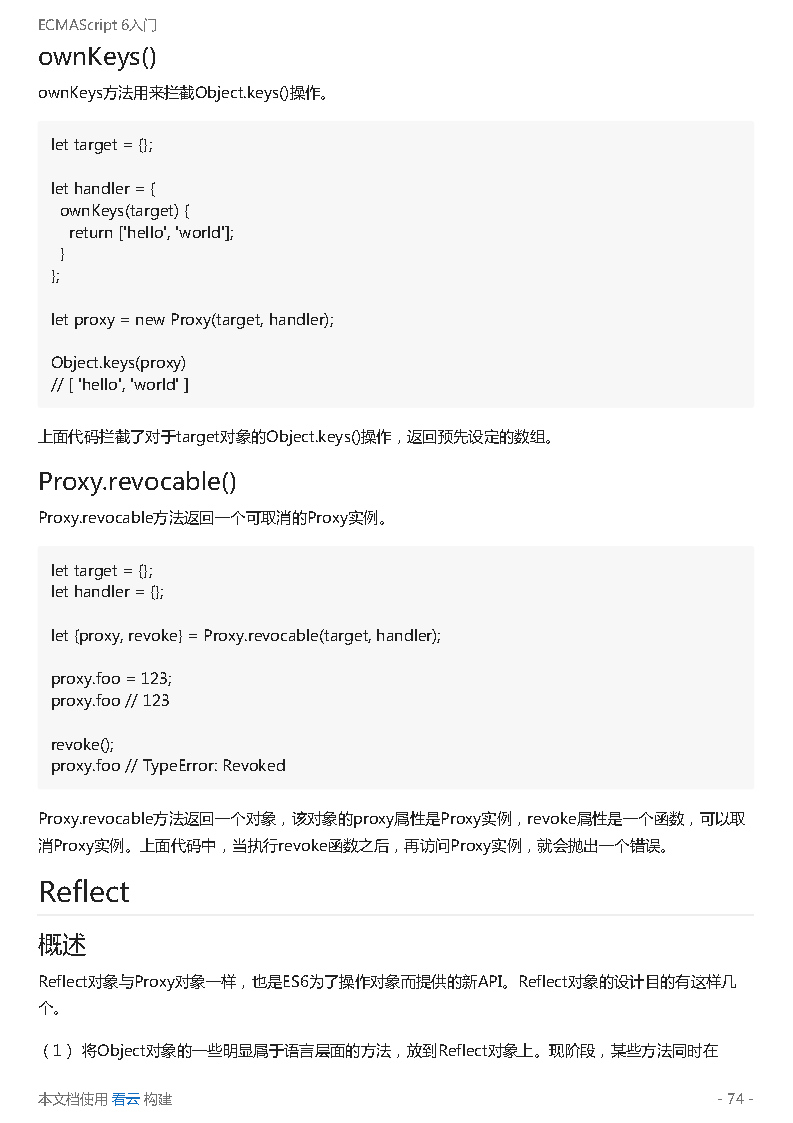 ECMAScript 6入门
ownKeys()
ownKeys方法用来拦截Object.keys()操作。
let target = {};
let handler = {
  ownKeys(target) {
    return ['hello', 'world'];
  }
};
let proxy = new Proxy(target, handler);
Object.keys(proxy)
// [ 'hello', 'world' ]
上面代码拦截了对于target对象的Object.keys()操作，返回预先设定的数组。
Proxy.revocable()
Proxy.revocable方法返回一个可取消的Proxy实例。
let target = {};
let handler = {};
let {proxy, revoke} = Proxy.revocable(target, handler);
proxy.foo = 123;
proxy.foo // 123
revoke();
proxy.foo // TypeError: Revoked
Proxy.revocable方法返回一个对象，该对象的proxy属性是Proxy实例，revoke属性是一个函数，可以取
消Proxy实例。上面代码中，当执行revoke函数之后，再访问Proxy实例，就会抛出一个错误。
Reflect
概述
Reflect对象与Proxy对象一样，也是ES6为了操作对象而提供的新API。Reflect对象的设计目的有这样几
个。
（1） 将Object对象的一些明显属于语言层面的方法，放到Reflect对象上。现阶段，某些方法同时在
本文档使用 看云 构建
- 74 -